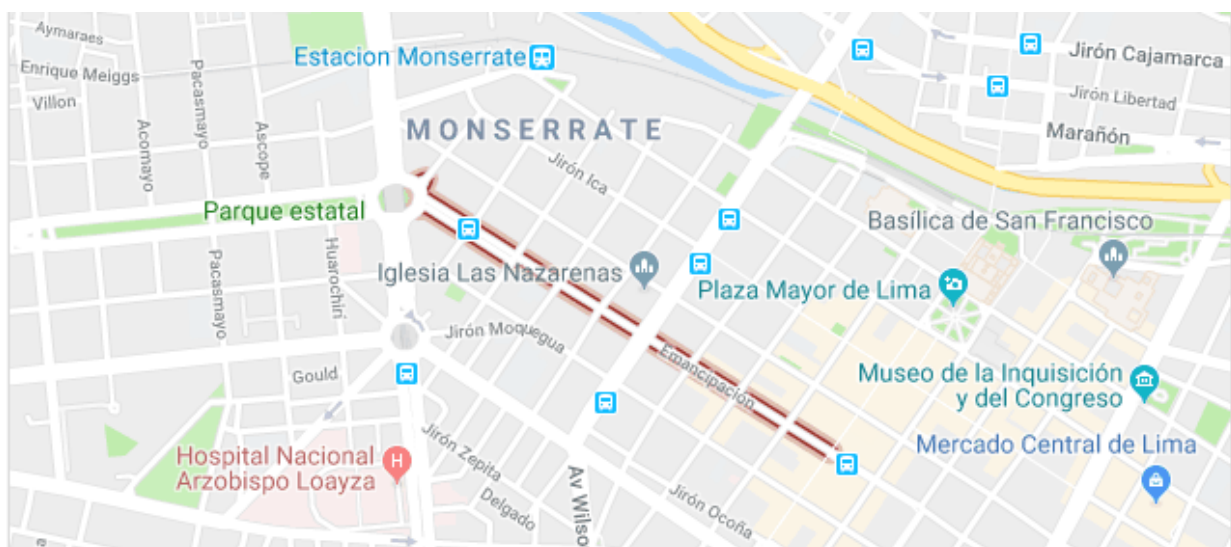 Aymaraes
Enrique Meiggs
Villon
Acomayo
Pacasmayo
Ascope
Estacion Monserrate
MONSERRATE
Jirón Ica
Jirón Cajamarca
Jirón Libertad
Marañón
Parque estatal
Pacasmayo
Huarochirí
Iglesia Las Nazarenas
Basílica de San Francisco
Plaza Mayor de Lima
Jirón Moquegua
Gould
Emancipación
Museo de la Inquisición
y del Congreso
Hospital Nacional
Arzobispo Loayza
H
Jirón Zepita
Delgado
Av Wilso
Jirón Ocoña
Mercado Central de Lima